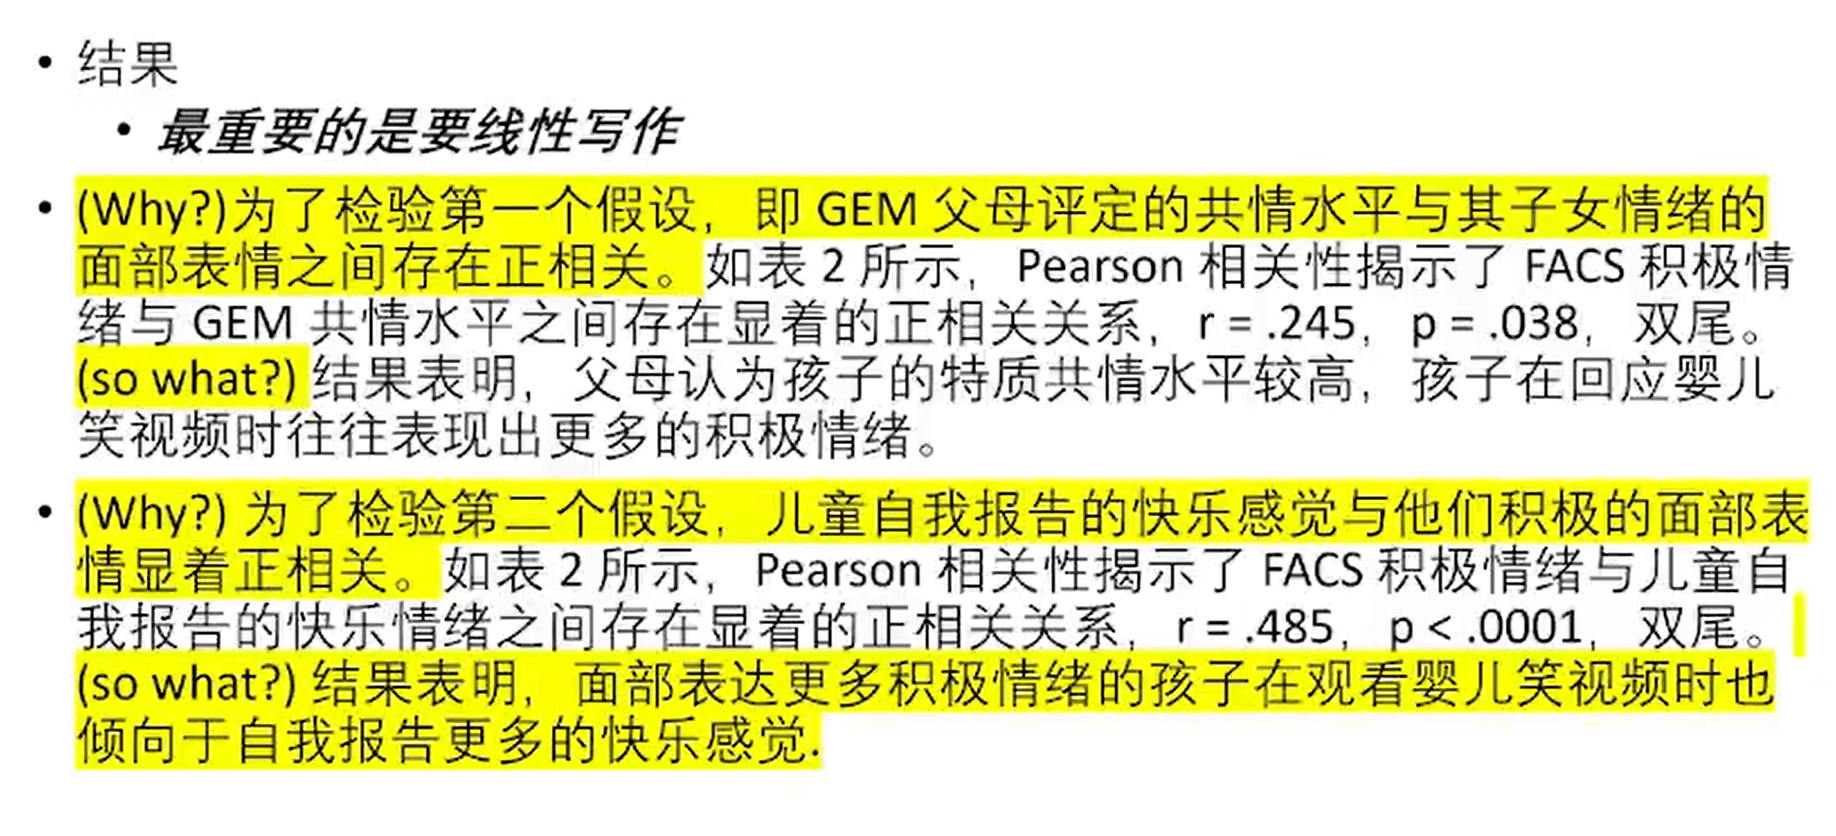 • 结果
• 最重要的是要线性写作
• (Why?)为了检验第一个假设，即 GEM 父母评定的共情水平与其子女情绪的
面部表情之间存在正相关。如表 2 所示，Pearson 相关性揭示了 FACS 积极情
绪与 GEM 共情水平之间存在显着的正相关关系，r = .245，p = .038，双尾。
(so what?) 结果表明，父母认为孩子的特质共情水平较高，孩子在回应婴儿
笑视频时往往表现出更多的积极情绪。
• (Why?) 为了检验第二个假设，儿童自我报告的快乐感觉与他们积极的面部表
情显着正相关。如表 2 所示，Pearson 相关性揭示了 FACS 积极情绪与儿童自
我报告的快乐情绪之间存在显着的正相关关系，r = .485，p < .0001，双尾。
(so what?) 结果表明，面部表达更多积极情绪的孩子在观看婴儿笑视频时也
倾向于自我报告更多的快乐感觉.